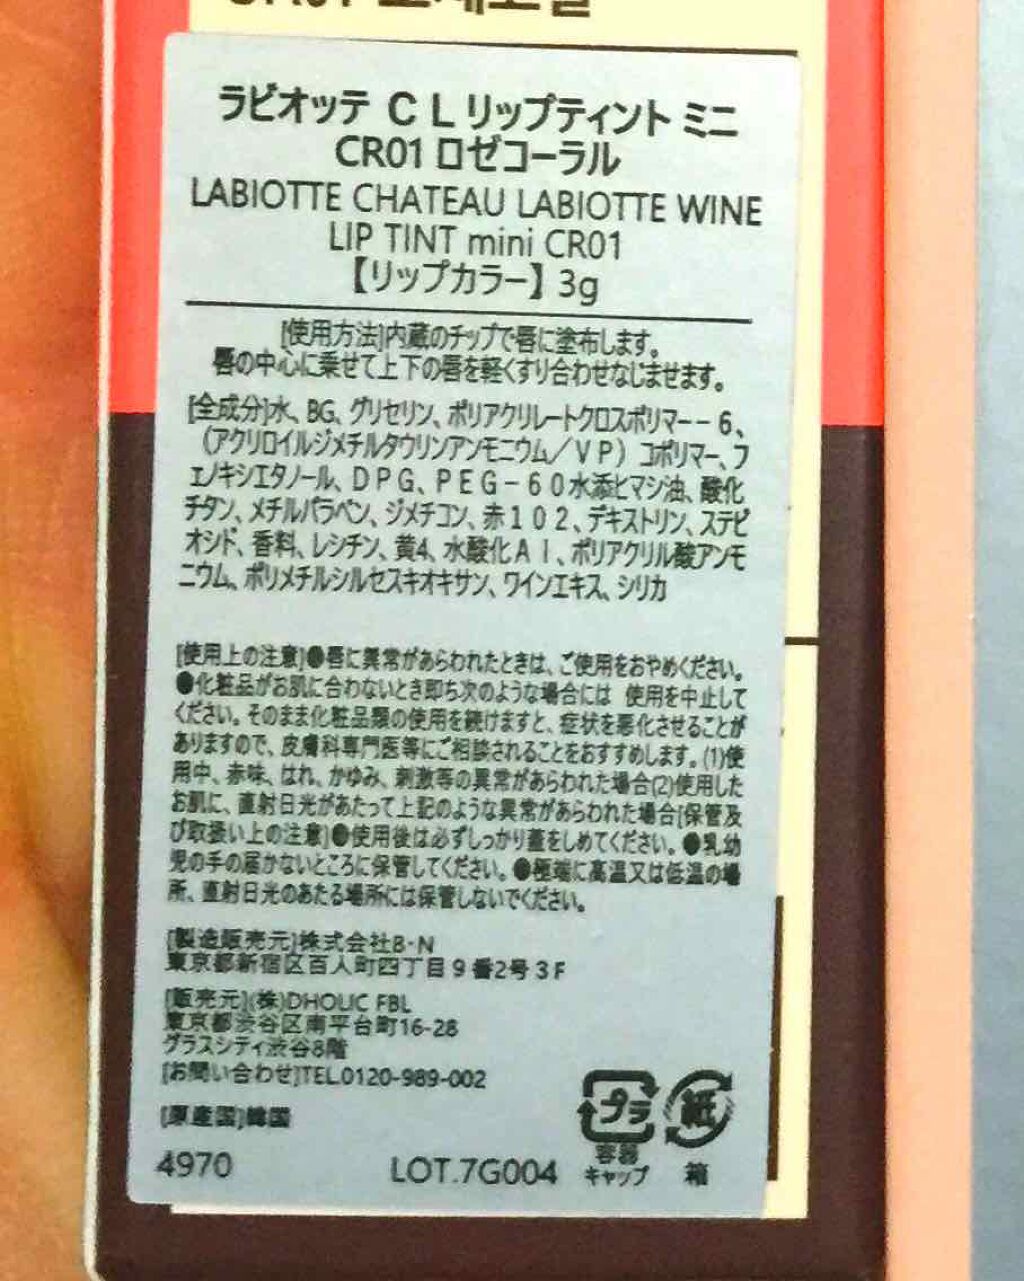 ラビオッテ ＣＬリップティント ミニ
CR01 ロゼコーラル
LABIOTTE CHATEAU LABIOTTE WINE
LIP TINT mini CR01
【リップカラー】 3g
[使用方法]内蔵のチップで唇に塗布します。
唇の中心に乗せて上下の唇を軽くすり合わせなじませます。
[全成分]水、BG、グリセリン、ポリアクリレートクロスポリマー－６、
（アクリロイルジメチルタウリンアンモニウム／ＶＰ）コポリマー、フ
ェノキシエタノール、ＤＰＧ、ＰＥＧ－６０水添ヒマシ油、酸化
チタン、メチルパラベン、ジメチコン、赤１０２、デキストリン、ステビ
オシド、香料、レシチン、黄4、水酸化Ａｌ、ポリアクリル酸アンモ
ニウム、ポリメチルシルセスキオキサン、ワインエキス、シリカ
[使用上の注意]●唇に異常があらわれたときは、ご使用をおやめください。
●化粧品がお肌に合わないとき即ち次のような場合には 使用を中止して
ください。そのまま化粧品類の使用を続けますと、症状を悪化させることが
ありますので、皮膚科専門医等にご相談されることをおすすめします。(1)使
用中、赤味、はれ、かゆみ、刺激等の異常があらわれた場合(2)使用した
お肌に、直射日光があたって上記のような異常があらわれた場合[保管及
び取扱い上の注意]●使用後は必ずしっかり蓋をしめてください。●乳幼
児の手の届かないところに保管してください。●極端に高温又は低温の場
所、直射日光のあたる場所には保管しないでください。
[製造販売元]株式会社B・N
東京都新宿区百人町四丁目９番2号３Ｆ
[販売元](株)DHOLIC FBL
東京都渋谷区南平台町16-28
グラスシティ渋谷8階
[お問い合わせ]TEL0120-989-002
[原産国]韓国
4970 LOT.7G004
プラ 紙
容器 キャップ 箱